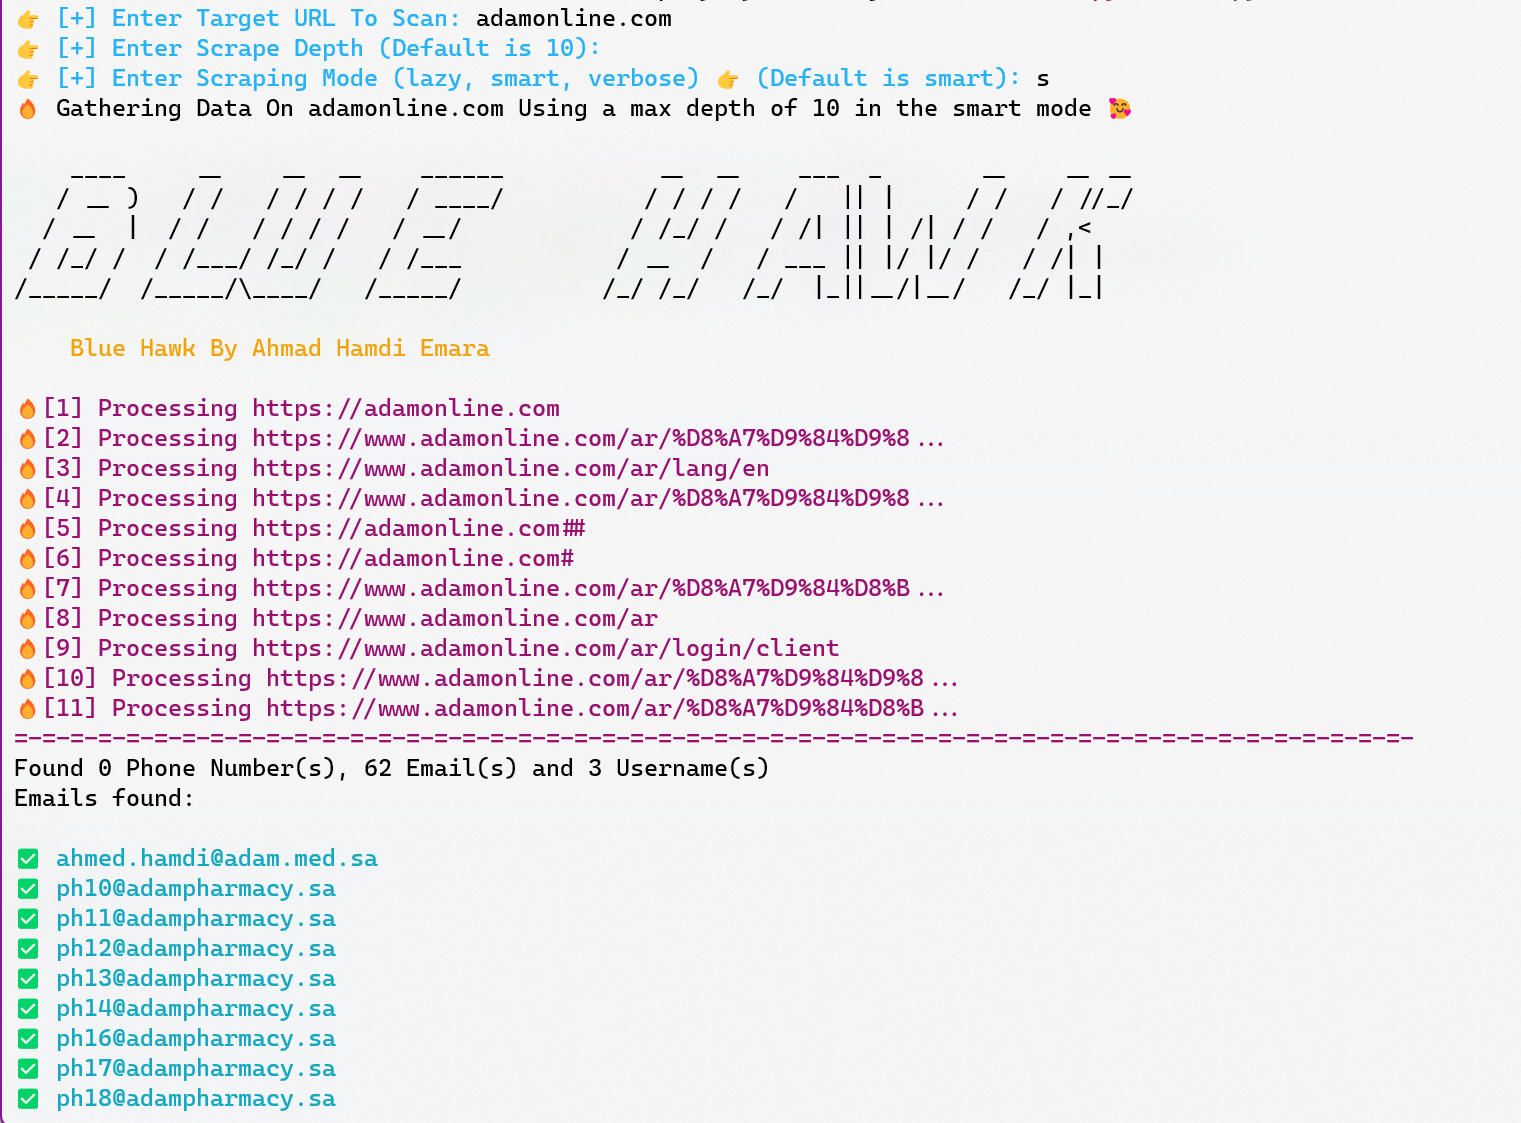 👉 [+] Enter Target URL To Scan: adamonline.com
👉 [+] Enter Scrape Depth (Default is 10):
👉 [+] Enter Scraping Mode (lazy, smart, verbose) 👉 (Default is smart): s
🔥 Gathering Data On adamonline.com Using a max depth of 10 in the smart mode 🥰
BLUE HAWK
Blue Hawk By Ahmad Hamdi Emara
🔥[1] Processing https://adamonline.com
🔥[2] Processing https://www.adamonline.com/ar/%D8%A7%D9%84%D9%8...
🔥[3] Processing https://www.adamonline.com/ar/lang/en
🔥[4] Processing https://www.adamonline.com/ar/%D8%A7%D9%84%D9%8...
🔥[5] Processing https://adamonline.com##
🔥[6] Processing https://adamonline.com#
🔥[7] Processing https://www.adamonline.com/ar/%D8%A7%D9%84%D8%B...
🔥[8] Processing https://www.adamonline.com/ar
🔥[9] Processing https://www.adamonline.com/ar/login/client
🔥[10] Processing https://www.adamonline.com/ar/%D8%A7%D9%84%D9%8...
🔥[11] Processing https://www.adamonline.com/ar/%D8%A7%D9%84%D8%B...
=-=-=-=-=-=-=-=-=-=-=-=-=-=-=-=-=-=-=-=-=-=-=-=-=-=-=-=-=-=-=-=-=-=-=-=-=-=-=-=-=-=-=-=-=-=-=-=-=-=-
Found 0 Phone Number(s), 62 Email(s) and 3 Username(s)
Emails found:
✅ ahmed.hamdi@adam.med.sa
✅ ph10@adampharmacy.sa
✅ ph11@adampharmacy.sa
✅ ph12@adampharmacy.sa
✅ ph13@adampharmacy.sa
✅ ph14@adampharmacy.sa
✅ ph16@adampharmacy.sa
✅ ph17@adampharmacy.sa
✅ ph18@adampharmacy.sa